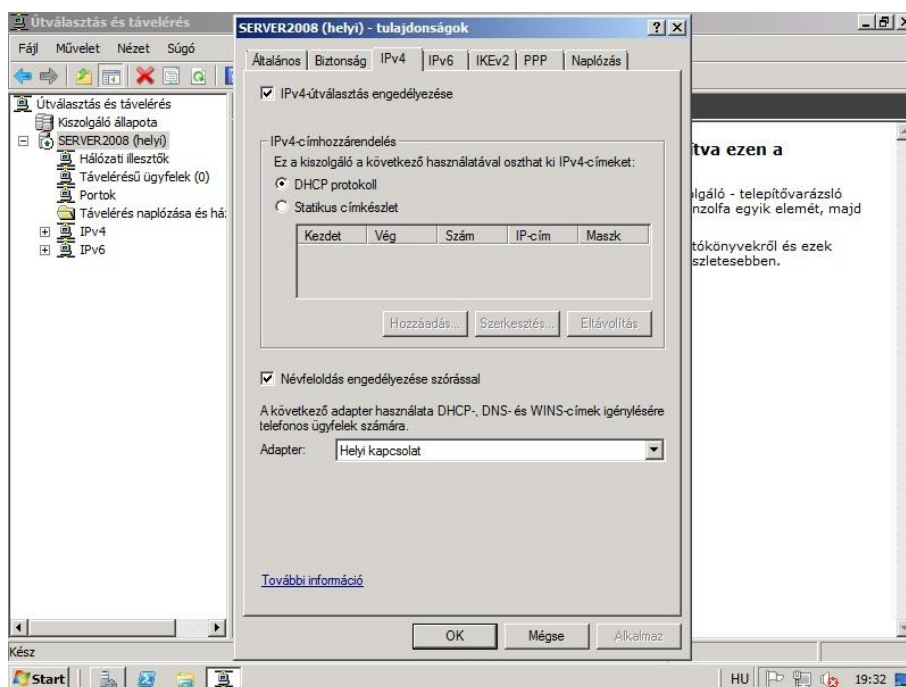 Útválasztás és távelérés
Fájl Művelet Nézet Súgó
Útválasztás és távelérés
Kiszolgáló állapota
SERVER2008 (helyi)
Hálózati illesztők
Távelérésű ügyfelek (0)
Portok
Távelérés naplózása és há:
IPv4
IPv6
Kész
SERVER2008 (helyi) - tulajdonságok
Általános Biztonság IPv4 IPv6 IKEv2 PPP Naplózás
IPv4-útválasztás engedélyezése
IPv4-címhozzárendelés
Ez a kiszolgáló a következő használatával oszthat ki IPv4-címeket:
DHCP protokoll
Statikus címkészlet
Kezdet Vég Szám IP-cím Maszk
Hozzáadás... Szerkesztés... Eltávolítás
Névfeloldás engedélyezése szórással
A következő adapter használata DHCP-, DNS- és WINS-címek igénylésére
telefonos ügyfelek számára.
Adapter: Helyi kapcsolat
További információ
OK Mégse Alkalmaz
tva ezen a
lgáló - telepítővarázsló
nzolfa egyik elemét, majd
tókönyvekről és ezek
szletesebben.
Start HU 19:32